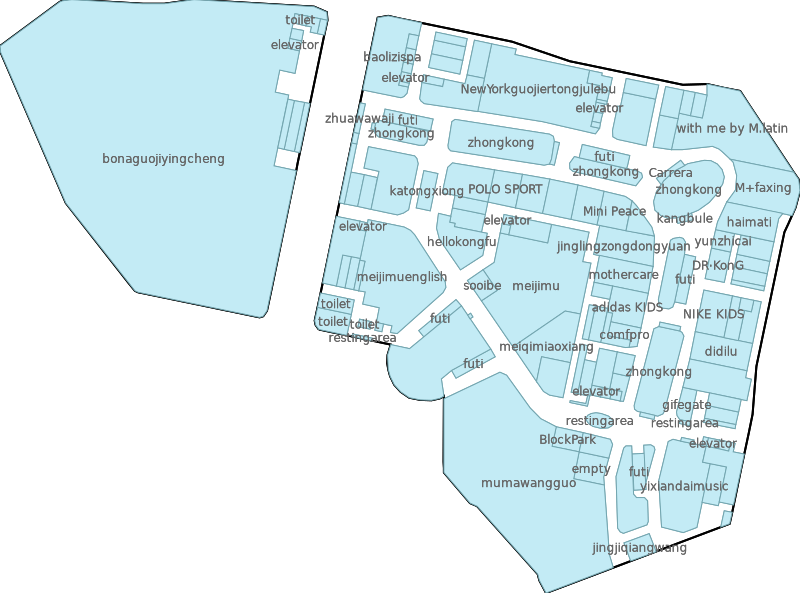 toilet
elevator
baolizispa
elevator
NewYorkguojiertongjulebu
elevator
zhuawawaji
futi
zhongkong
with me by M.latin
zhongkong
bonaguojiyingcheng
futi
zhongkong
Carrera
zhongkong
M+faxing
katongxiong
POLO SPORT
Mini Peace
kangbule
haimati
elevator
elevator
hellokongfu
jinglingzongdongyuan
yunzhicai
DR·KonG
meijimuenglish
sooibe
meijimu
mothercare
futi
toilet
adidas KIDS
NIKE KIDS
toilet
toilet
futi
restingarea
comfpro
meiqimiaoxiang
didilu
futi
zhongkong
elevator
gifegate
restingarea
restingarea
BlockPark
elevator
empty
futi
mumawangguo
yixiandaimusic
jingjiqiangwang